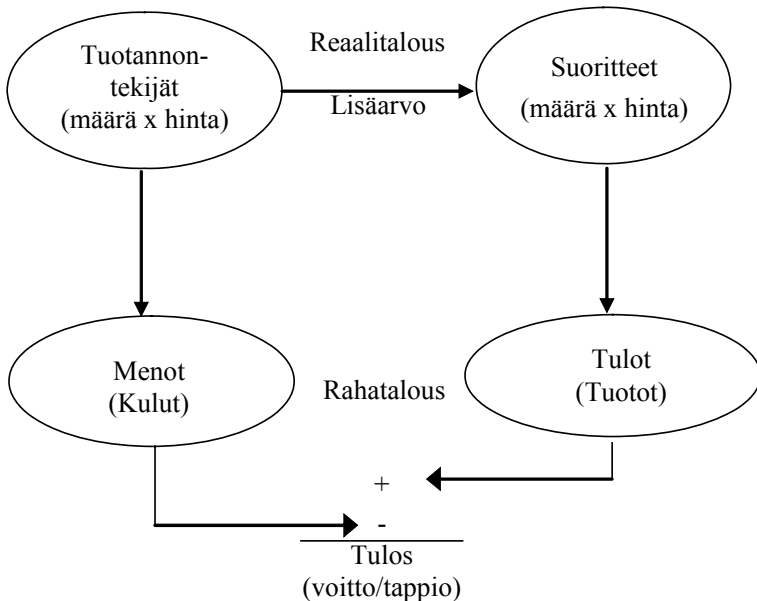 Tuotannon-
tekijät
(määrä x hinta)
Reaalitalous
Lisäarvo
Suoritteet
(määrä x hinta)
Menot
(Kulut)
Rahatalous
Tulot
(Tuotot)
+
-
Tulos
(voitto/tappio)